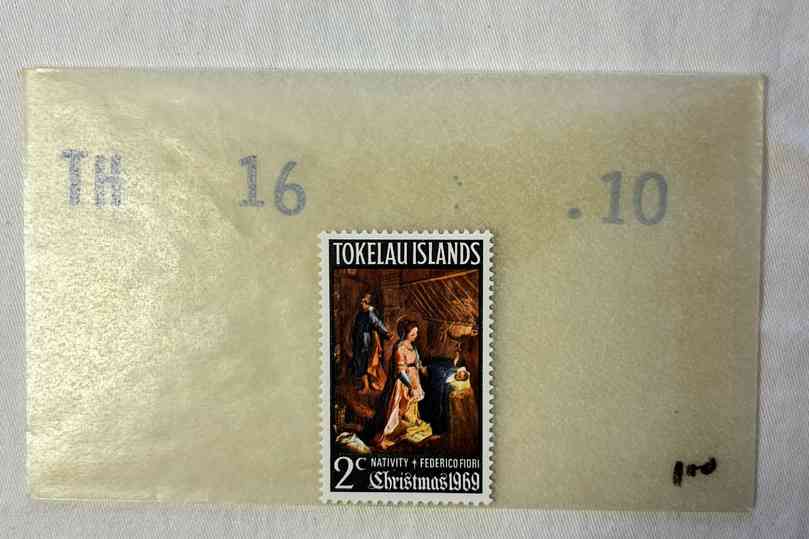 TH 16 .10
TOKELAU ISLANDS
2c NATIVITY † FEDERICO FIORI
Christmas 1969